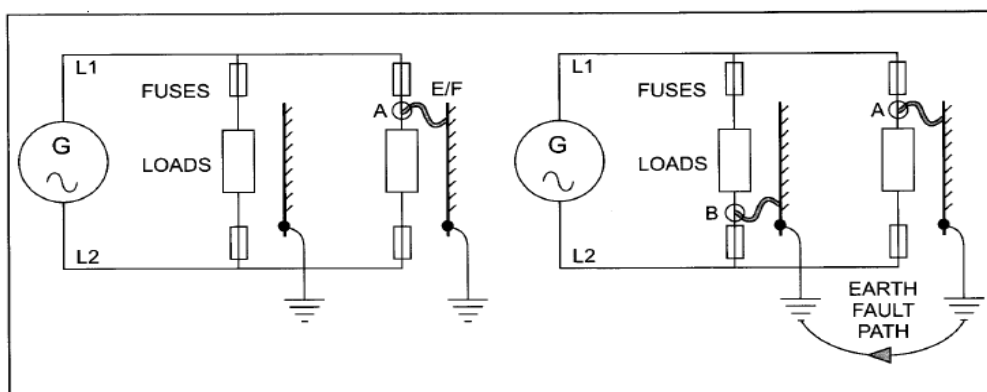 L1
FUSES
A
E/F
G
LOADS
L2
L1
FUSES
A
G
LOADS
B
L2
EARTH
FAULT
PATH